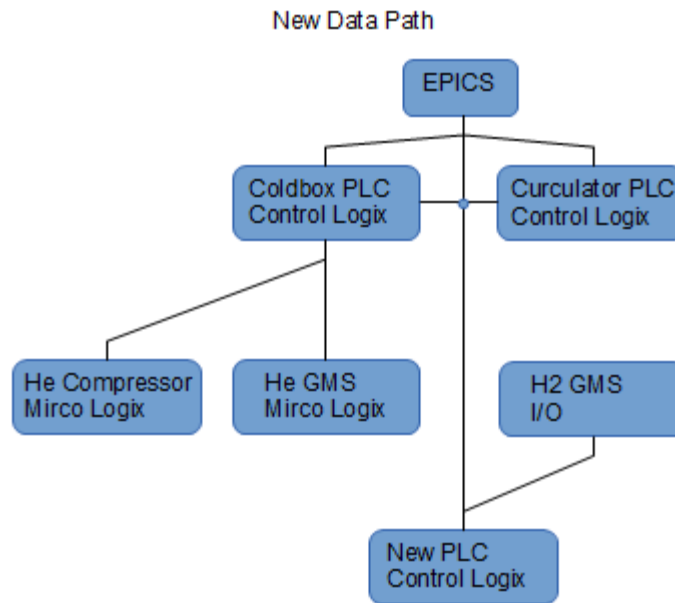 New Data Path
EPICS
Coldbox PLC
Control Logix
Curculator PLC
Control Logix
He Compressor
Mirco Logix
He GMS
Mirco Logix
H2 GMS
I/O
New PLC
Control Logix